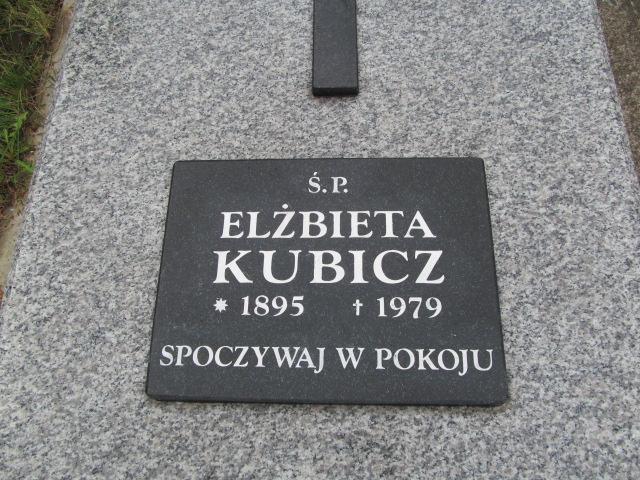 Ś.P.
ELŻBIETA
KUBICZ
* 1895 † 1979
SPOCZYWAJ W POKOJU